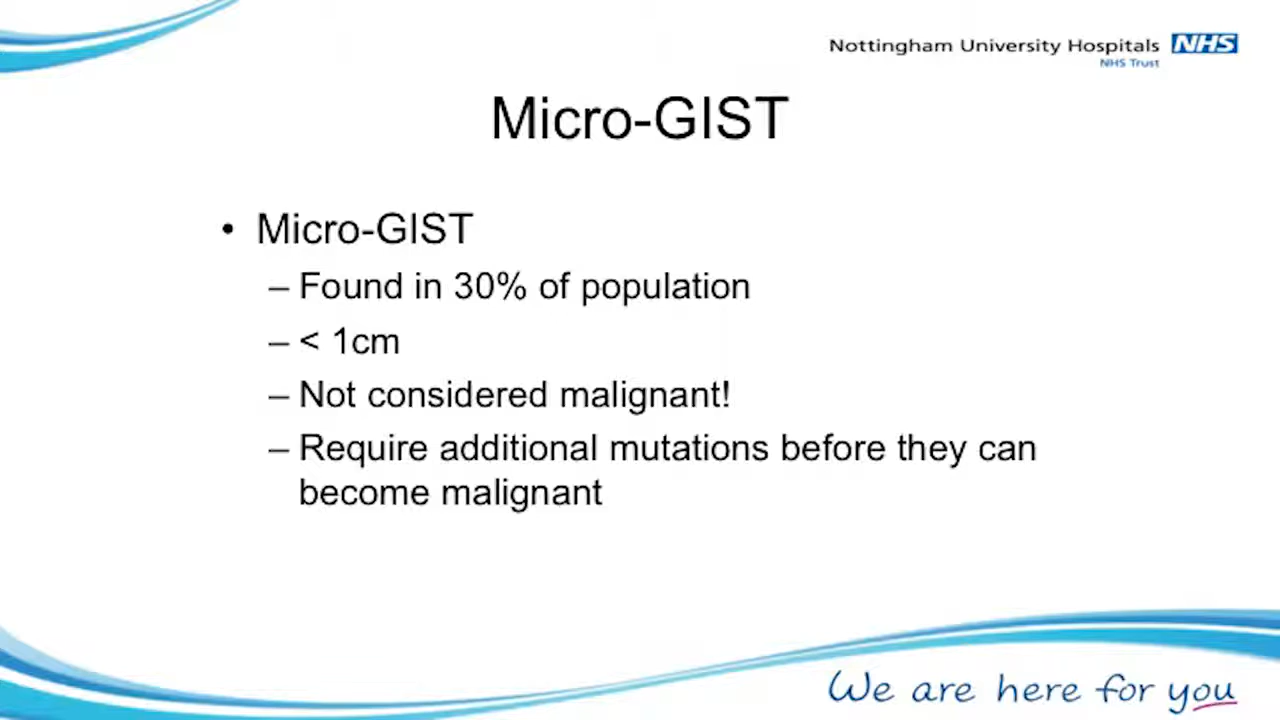 Nottingham University Hospitals NHS
NHS Trust
Micro-GIST
• Micro-GIST
– Found in 30% of population
– < 1cm
– Not considered malignant!
– Require additional mutations before they can
become malignant
We are here for you